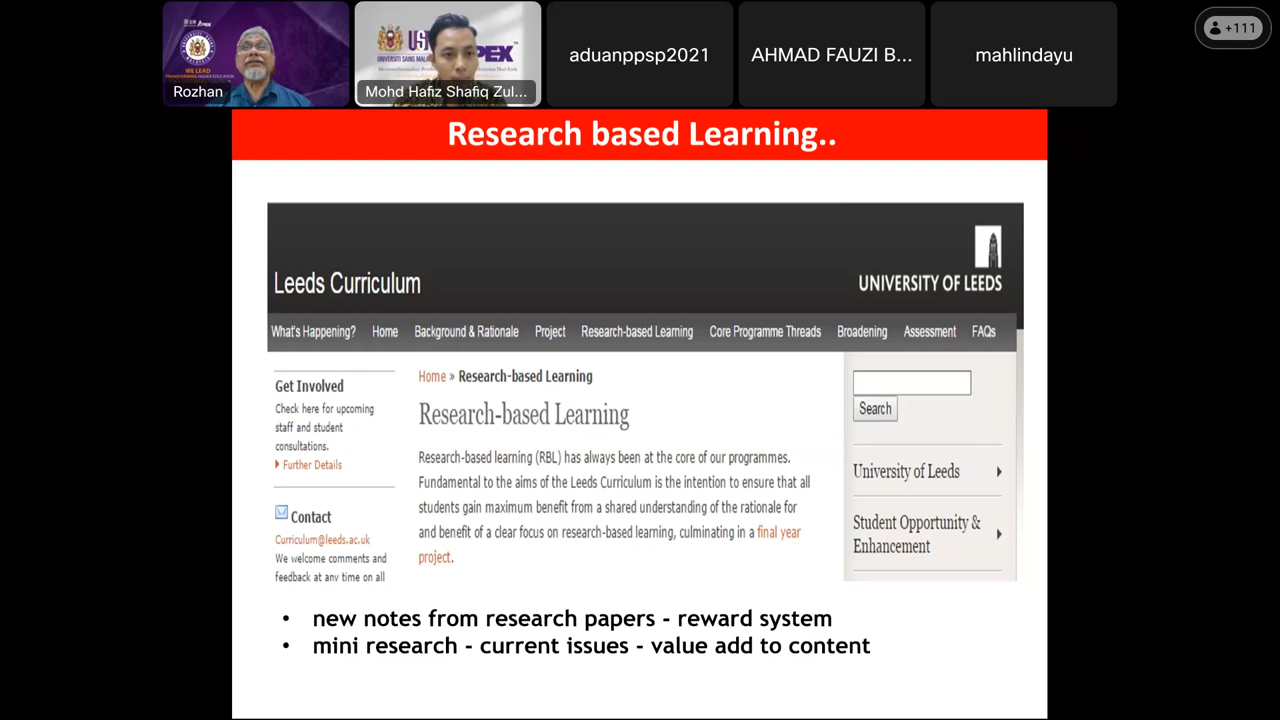 WE LEAD
Rozhan
UNIVERSITI SAINS MALA
Mohd Hafiz Shafiq Zul...
aduanppsp2021
AHMAD FAUZI B...
mahlindayu
+111
Research based Learning..
Leeds Curriculum
UNIVERSITY OF LEEDS
What's Happening? Home Background & Rationale Project Research-based Learning Core Programme Threads Broadening Assessment FAQs
Get Involved
Check here for upcoming
staff and student
consultations.
Further Details
Contact
Curriculum@leeds.ac.uk
We welcome comments and
feedback at any time on all
Home » Research-based Learning
Research-based Learning
Research-based learning (RBL) has always been at the core of our programmes.
Fundamental to the aims of the Leeds Curriculum is the intention to ensure that all
students gain maximum benefit from a shared understanding of the rationale for
and benefit of a clear focus on research-based learning, culminating in a final year
project.
Search
University of Leeds
Student Opportunity &
Enhancement
• new notes from research papers - reward system
• mini research - current issues - value add to content